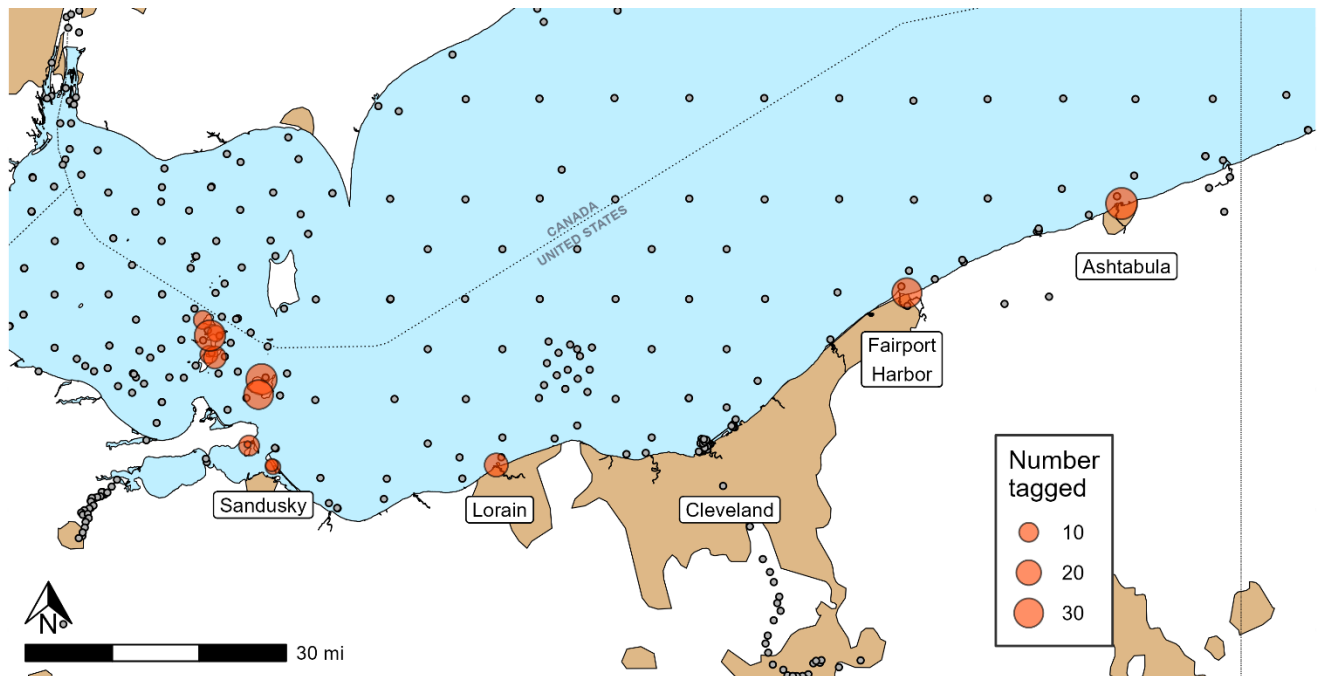 CANADA
UNITED STATES
Ashtabula
Fairport
Harbor
Sandusky
Lorain
Cleveland
Number
tagged
10
20
30
N
30 mi